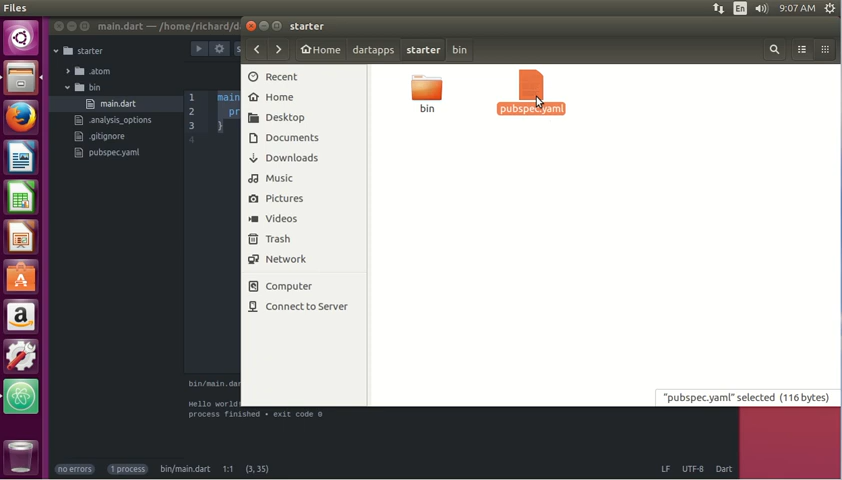 Files
En
9:07 AM
main.dart — /home/richard/d
starter
starter
.atom
bin
main.dart
.analysis_options
.gitignore
pubspec.yaml
1 main
2 pr
3 }
4
bin/main.dar
Hello world
process finished • exit code 0
no errors
1 process
bin/main.dart
1:1
(3, 35)
LF
UTF-8
Dart
Home
dartapps
starter
bin
Recent
Home
Desktop
Documents
Downloads
Music
Pictures
Videos
Trash
Network
Computer
Connect to Server
bin
pubspec.yaml
"pubspec.yaml" selected (116 bytes)